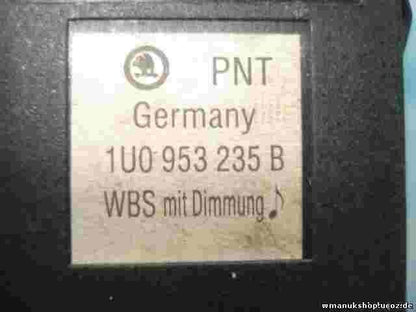 PNT
Germany
1U0 953 235 B
WBS mit Dimmung ♪
wmanukshop.ucoz.de